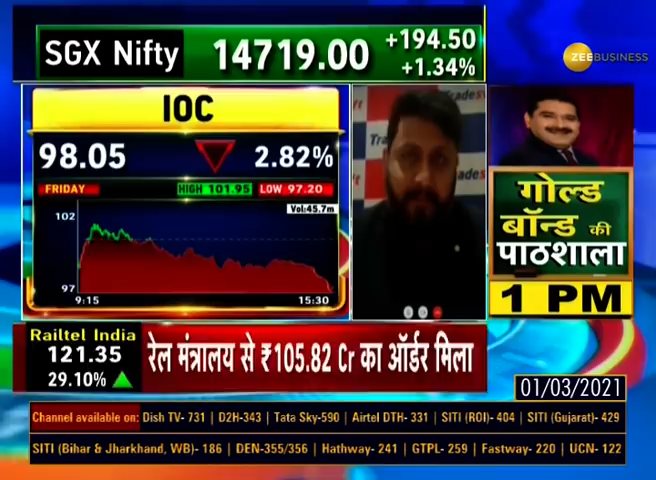 SGX Nifty 14719.00 +194.50
+1.34%
ZEEBUSINESS
IOC
98.05 2.82%
FRIDAY HIGH 101.95 LOW 97.20
Vol:45.7m
102
97
9:15 15:30
गोल्ड
बॉन्ड की
पाठशाला
1 PM
Railtel India
121.35
29.10%
रेल मंत्रालय से ₹105.82 Cr का ऑर्डर मिला
01/03/2021
Channel available on: Dish TV- 731 | D2H-343 | Tata Sky-590 | Airtel DTH- 331 | SITI (ROI)- 404 | SITI (Gujarat)- 429
SITI (Bihar & Jharkhand, WB)- 186 | DEN-355/356 | Hathway- 241 | GTPL- 259 | Fastway- 220 | UCN- 122